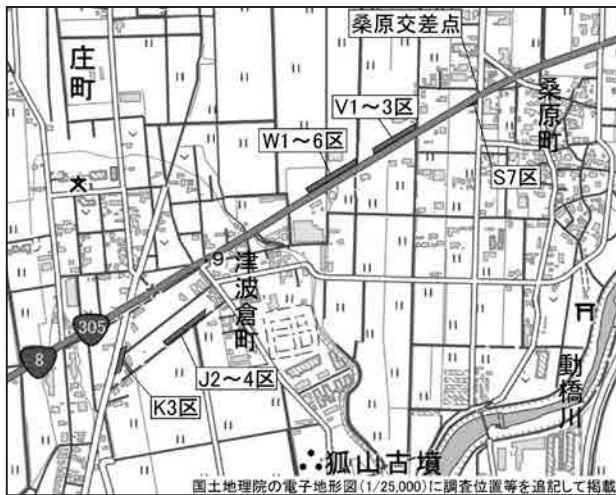 桑原交差点
庄町
V1～3区
桑原町
W1～6区
S7区
9
津波倉町
305
8
J2～4区
K3区
動橋川
狐山古墳
国土地理院の電子地形図(1/25,000)に調査位置等を追記して掲載